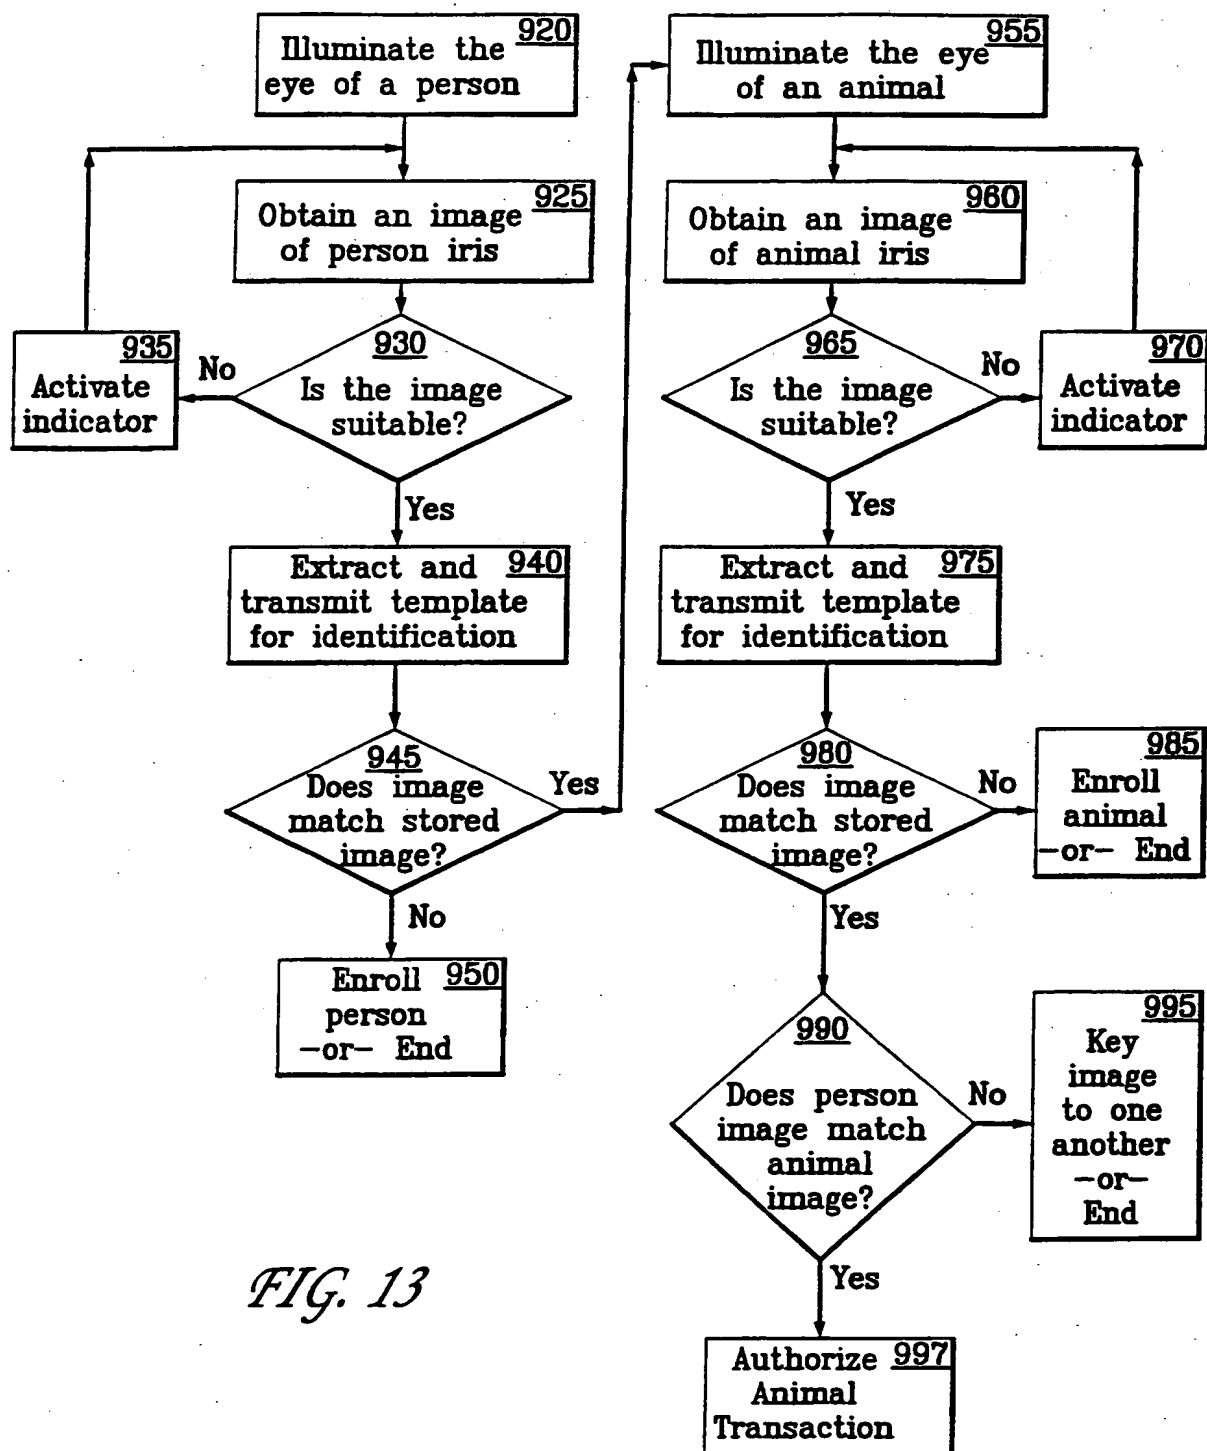 920
Illuminate the
eye of a person
925
Obtain an image
of person iris
930
Is the image
suitable?
No
935
Activate
indicator
Yes
940
Extract and
transmit template
for identification
945
Does image
match stored
image?
Yes
No
950
Enroll
person
-or- End
955
Illuminate the eye
of an animal
960
Obtain an image
of animal iris
965
Is the image
suitable?
No
970
Activate
indicator
Yes
975
Extract and
transmit template
for identification
980
Does image
match stored
image?
No
985
Enroll
animal
-or- End
Yes
990
Does person
image match
animal
image?
No
995
Key
image
to one
another
-or-
End
Yes
997
Authorize
Animal
Transaction
FIG. 13